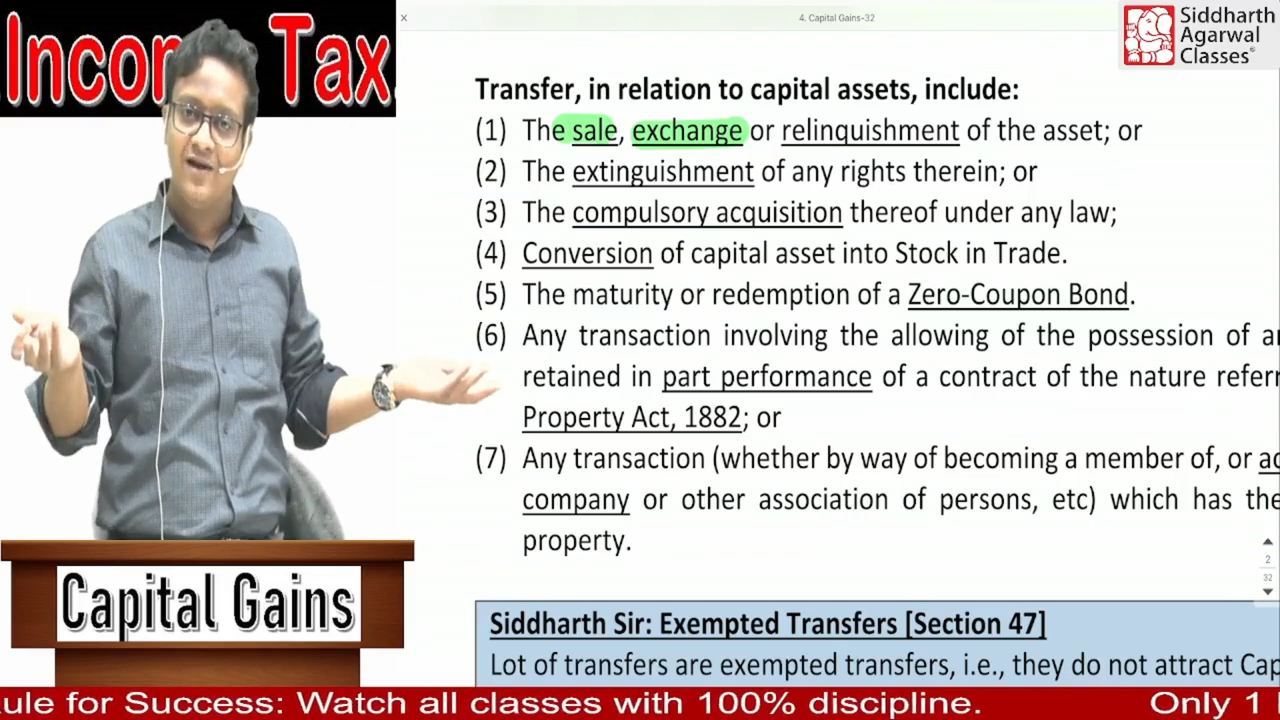 Income Tax
4. Capital Gains-32
Siddharth
Agarwal
Classes
Transfer, in relation to capital assets, include:
(1) The sale, exchange or relinquishment of the asset; or
(2) The extinguishment of any rights therein; or
(3) The compulsory acquisition thereof under any law;
(4) Conversion of capital asset into Stock in Trade.
(5) The maturity or redemption of a Zero-Coupon Bond.
(6) Any transaction involving the allowing of the possession of
retained in part performance of a contract of the nature
Property Act, 1882; or
(7) Any transaction (whether by way of becoming a member of, or
company or other association of persons, etc) which has the
property.
2
32
Capital Gains
Siddharth Sir: Exempted Transfers [Section 47]
Lot of transfers are exempted transfers, i.e., they do not attract
for Success: Watch all classes with 100% discipline. Only 1